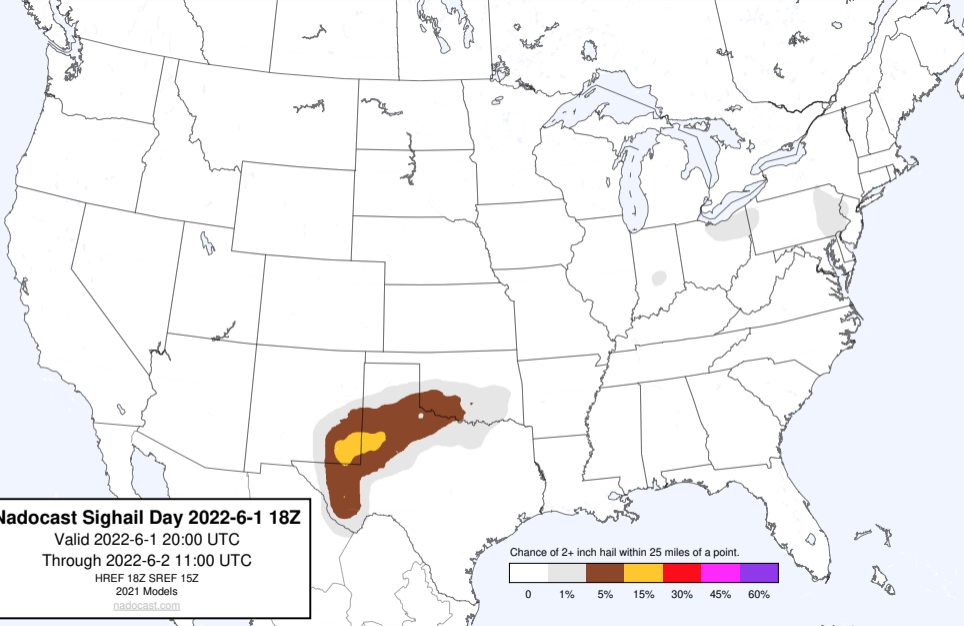 Nadocast Sighail Day 2022-6-1 18Z
Valid 2022-6-1 20:00 UTC
Through 2022-6-2 11:00 UTC
HREF 18Z SREF 15Z
2021 Models
nadocast.com
Chance of 2+ inch hail within 25 miles of a point.
0 1% 5% 15% 30% 45% 60%